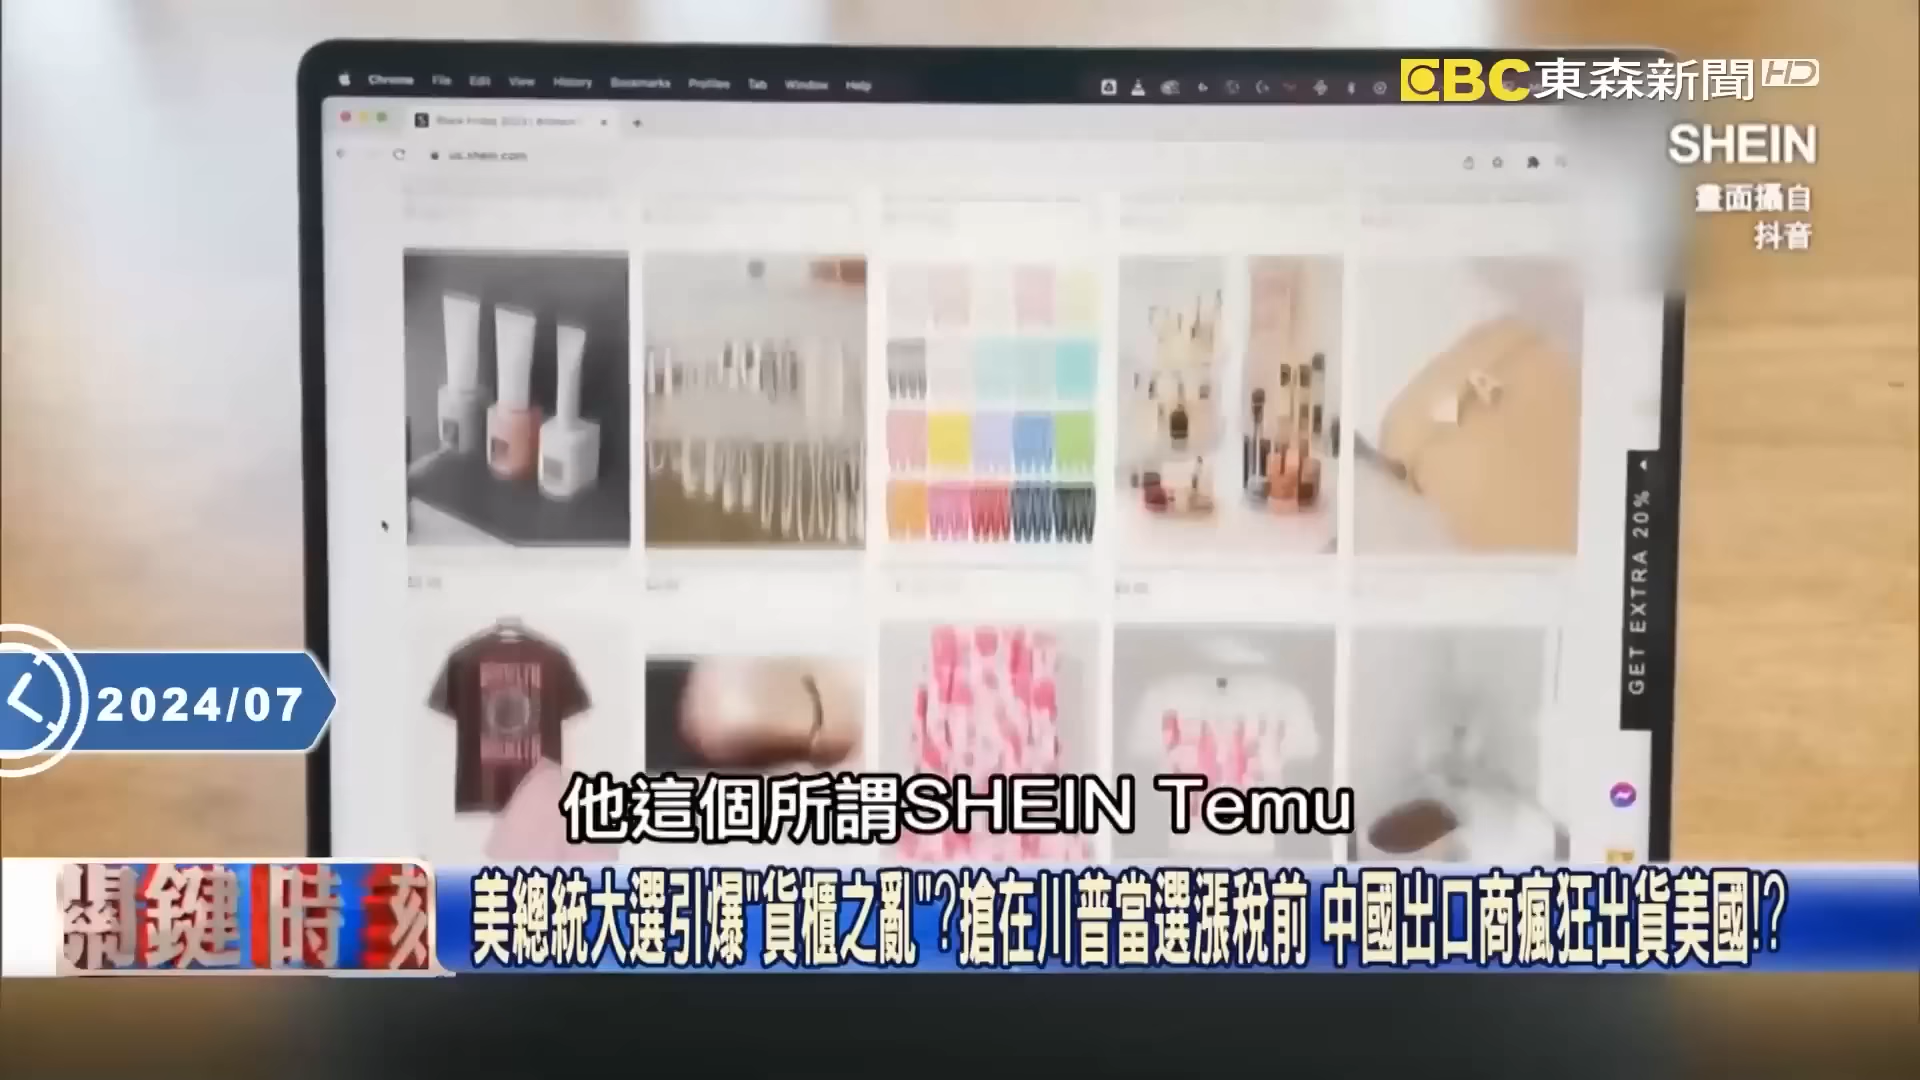 Chrome File Edit View History Bookmarks Profiles Tab Window Help
EBC東森新聞HD
us.shein.com
SHEIN
畫面攝自
抖音
GET EXTRA 20%
2024/07
他這個所謂SHEIN Temu
關鍵時刻
美總統大選引爆"貨櫃之亂"?搶在川普當選漲稅前 中國出口商瘋狂出貨美國!?